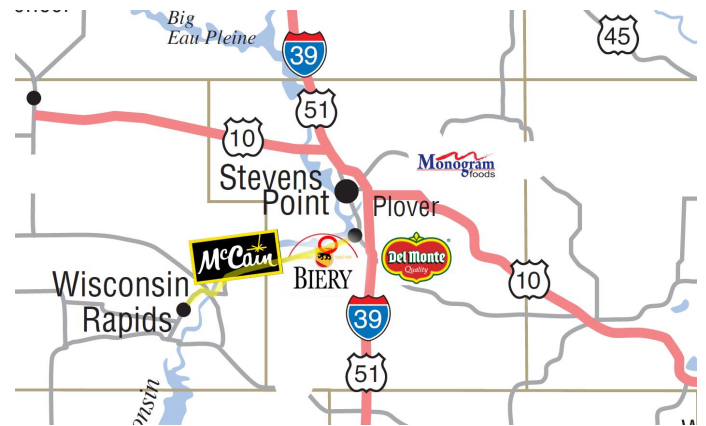 Big
Eau Pleine
45
39
51
10
Monogram
foods
Stevens
Point
Plover
McCain
Del Monte
Quality
BIERY
Wisconsin
Rapids
10
39
51
onsin